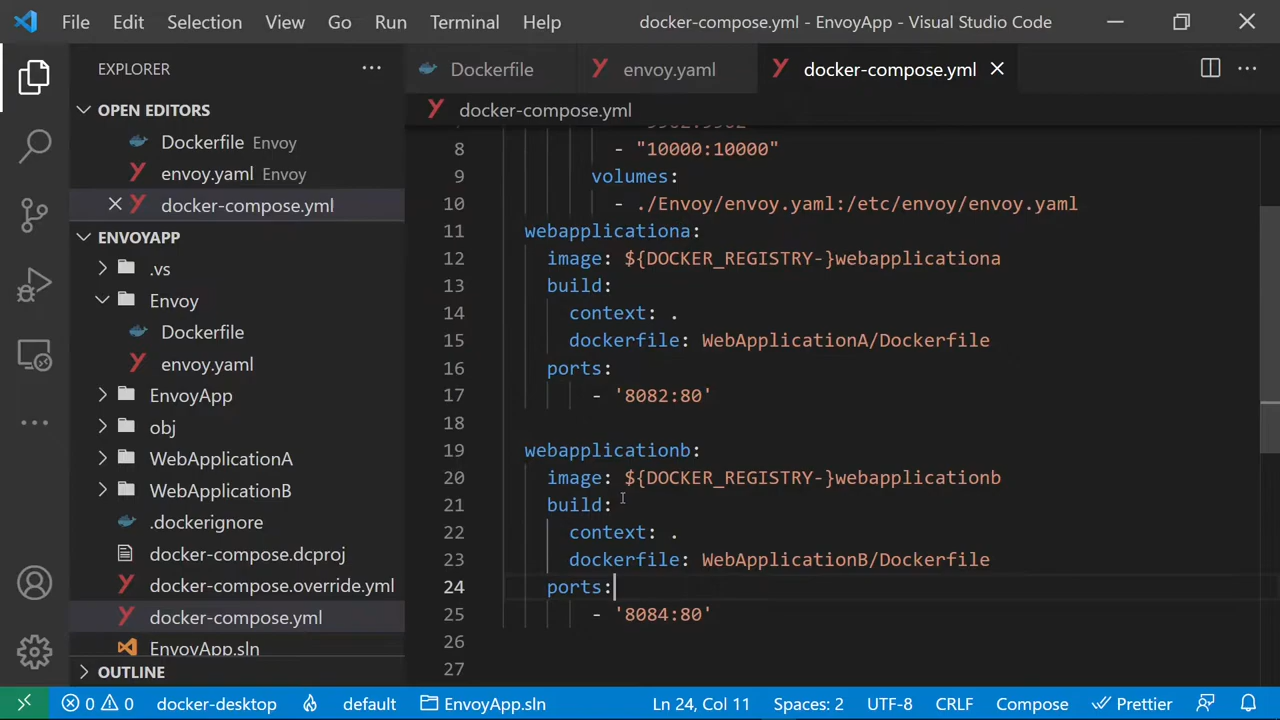 File Edit Selection View Go Run Terminal Help docker-compose.yml - EnvoyApp - Visual Studio Code
EXPLORER
Dockerfile envoy.yaml docker-compose.yml
OPEN EDITORS
Dockerfile Envoy
envoy.yaml Envoy
docker-compose.yml
ENVOYAPP
.vs
Envoy
Dockerfile
envoy.yaml
EnvoyApp
obj
WebApplicationA
WebApplicationB
.dockerignore
docker-compose.dcproj
docker-compose.override.yml
docker-compose.yml
EnvoyApp.sln
OUTLINE
docker-compose.yml
8 - "10000:10000"
9 volumes:
10 - ./Envoy/envoy.yaml:/etc/envoy/envoy.yaml
11 webapplicationa:
12 image: ${DOCKER_REGISTRY-}webapplicationa
13 build:
14 context: .
15 dockerfile: WebApplicationA/Dockerfile
16 ports:
17 - '8082:80'
18
19 webapplicationb:
20 image: ${DOCKER_REGISTRY-}webapplicationb
21 build:
22 context: .
23 dockerfile: WebApplicationB/Dockerfile
24 ports:
25 - '8084:80'
26
27
0 0 docker-desktop default EnvoyApp.sln Ln 24, Col 11 Spaces: 2 UTF-8 CRLF Compose Prettier